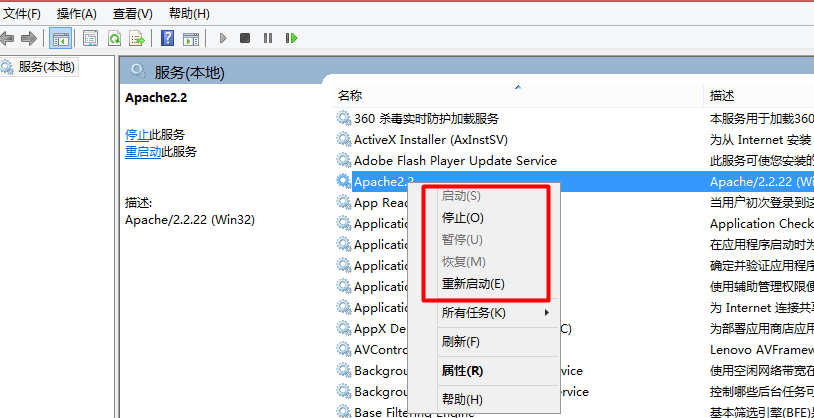 文件(F) 操作(A) 查看(V) 帮助(H)
服务(本地)
服务(本地)
Apache2.2
停止此服务
重启动此服务
描述:
Apache/2.2.22 (Win32)
名称 描述
360 杀毒实时防护加载服务 本服务用于加载360
ActiveX Installer (AxInstSV) 为从 Internet 安装
Adobe Flash Player Update Service 此服务可使您安装的
Apache2.2 Apache/2.2.22 (Wi
App Rea 当用户初次登录到这
Application Application Check
Application 在应用程序启动时为
Application 确定并验证应用程序
Application 使用辅助管理权限便
Application 为 Internet 连接共享
AppX De C) 为部署应用商店应用
AVContro Lenovo AVFramew
Background vice 使用空闲网络带宽在
Background ervice 控制哪些后台任务可
Base Filtering Engine 基本筛选引擎(BFE)是
启动(S)
停止(O)
暂停(U)
恢复(M)
重新启动(E)
所有任务(K)
刷新(F)
属性(R)
帮助(H)